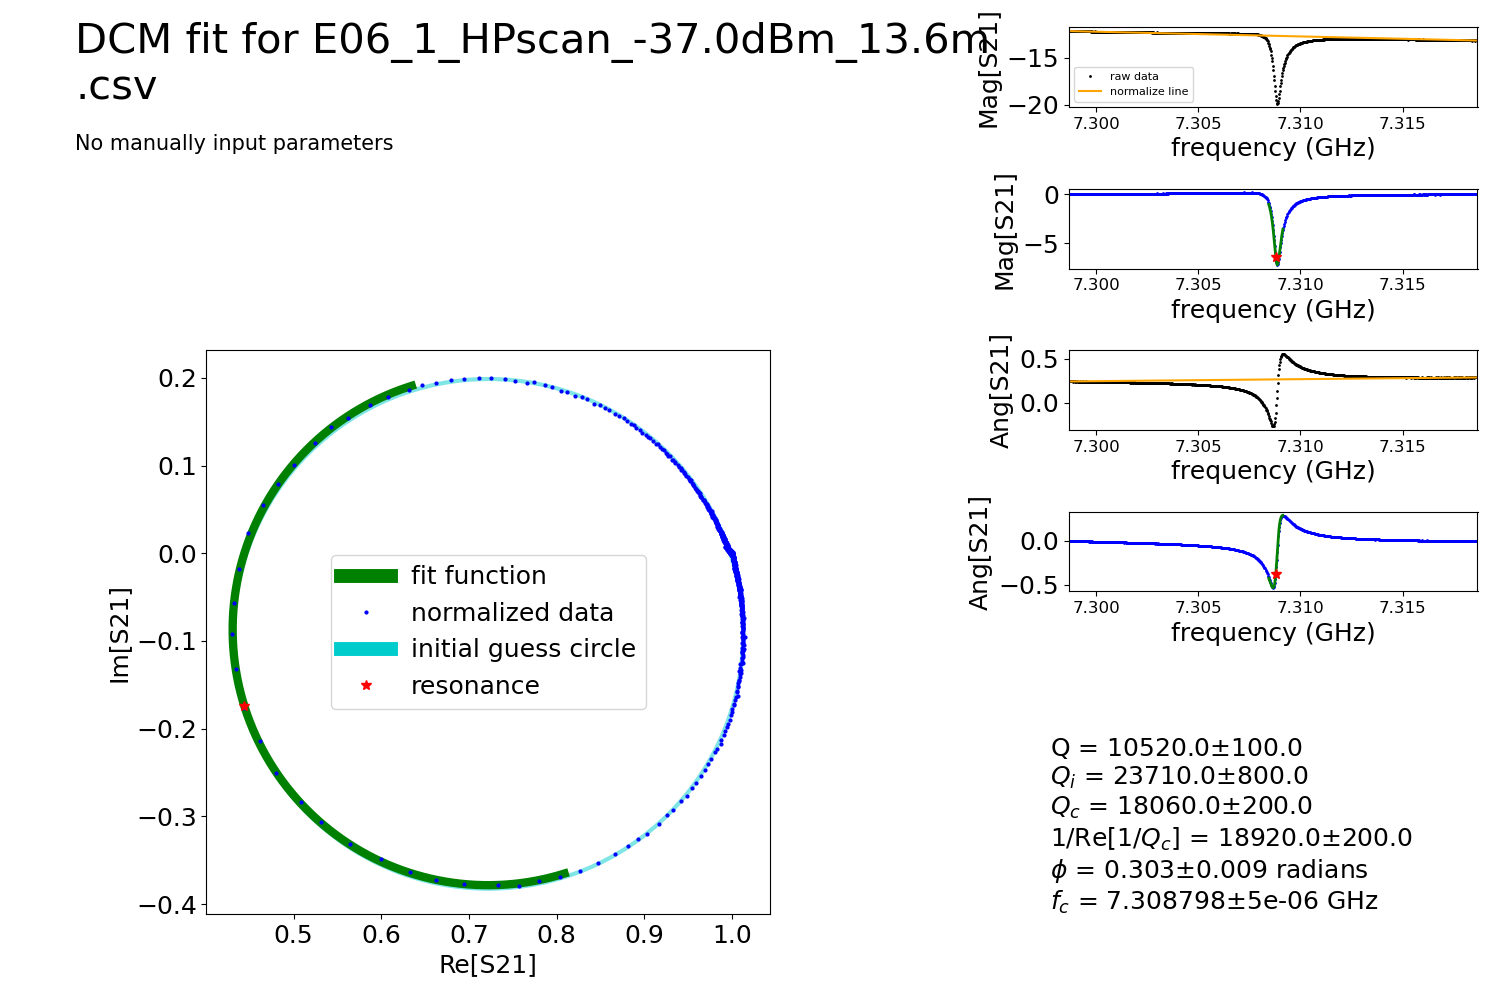 DCM fit for E06_1_HPscan_-37.0dBm_13.6m
.csv
No manually input parameters
Mag[S21]
−15
−20
raw data
normalize line
7.300 7.305 7.310 7.315
frequency (GHz)
Mag[S21]
0
−5
7.300 7.305 7.310 7.315
frequency (GHz)
Ang[S21]
0.5
0.0
7.300 7.305 7.310 7.315
frequency (GHz)
Ang[S21]
0.0
−0.5
7.300 7.305 7.310 7.315
frequency (GHz)
Im[S21]
0.2
0.1
0.0
−0.1
−0.2
−0.3
−0.4
fit function
normalized data
initial guess circle
resonance
0.5 0.6 0.7 0.8 0.9 1.0
Re[S21]
Q = 10520.0±100.0
Qi = 23710.0±800.0
Qc = 18060.0±200.0
1/Re[1/Qc] = 18920.0±200.0
ϕ = 0.303±0.009 radians
fc = 7.308798±5e-06 GHz